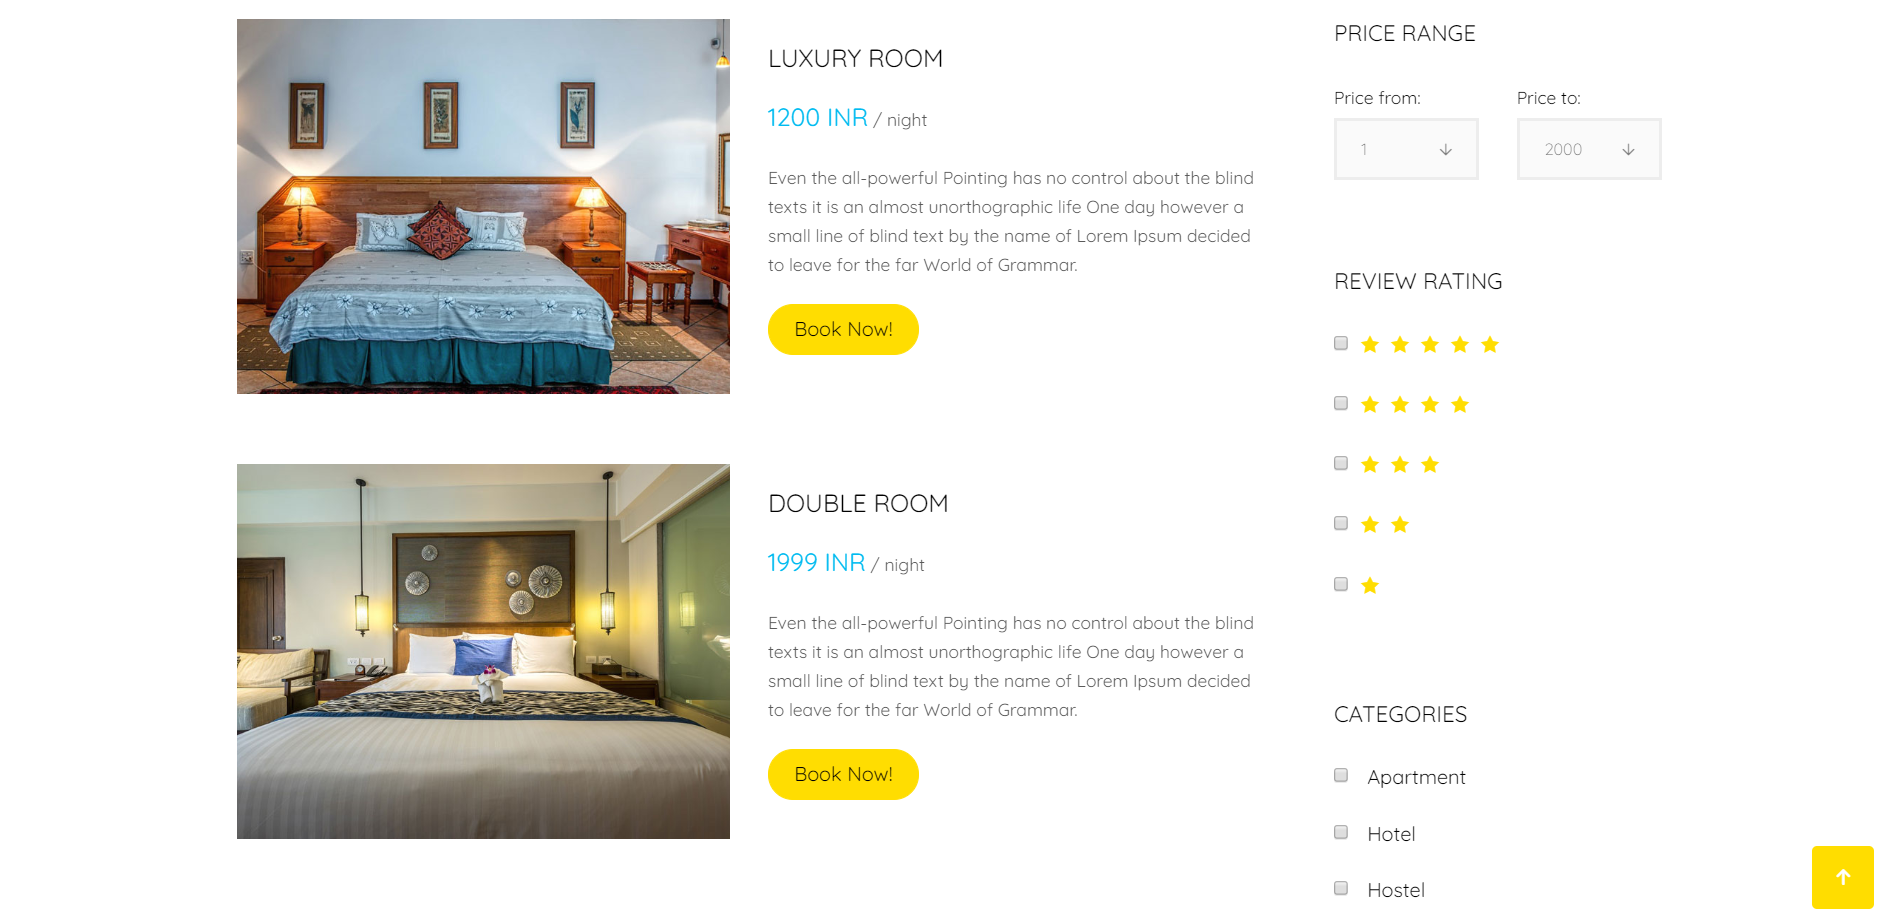 LUXURY ROOM
1200 INR / night
Even the all-powerful Pointing has no control about the blind
texts it is an almost unorthographic life One day however a
small line of blind text by the name of Lorem Ipsum decided
to leave for the far World of Grammar.
Book Now!
DOUBLE ROOM
1999 INR / night
Even the all-powerful Pointing has no control about the blind
texts it is an almost unorthographic life One day however a
small line of blind text by the name of Lorem Ipsum decided
to leave for the far World of Grammar.
Book Now!
PRICE RANGE
Price from: Price to:
1 2000
REVIEW RATING
CATEGORIES
Apartment
Hotel
Hostel